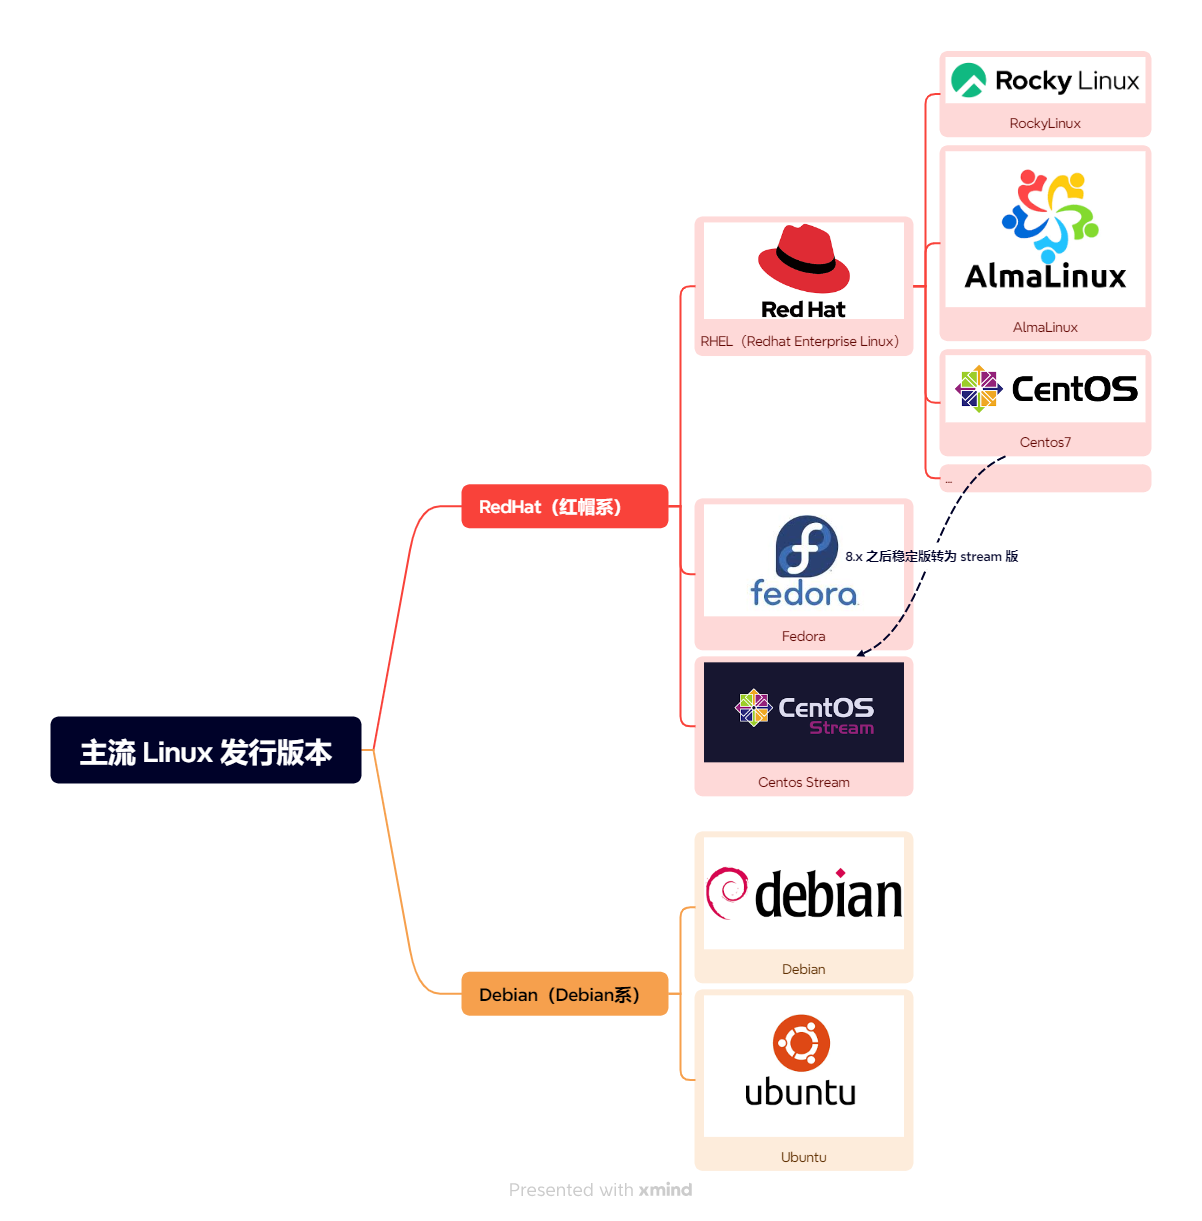 主流 Linux 发行版本
RedHat（红帽系）
Red Hat
RHEL（Redhat Enterprise Linux）
Rocky Linux
RockyLinux
AlmaLinux
AlmaLinux
CentOS
Centos7
...
fedora
Fedora
8.x 之后稳定版转为 stream 版
CentOS
Stream
Centos Stream
Debian（Debian系）
debian
Debian
ubuntu
Ubuntu
Presented with xmind